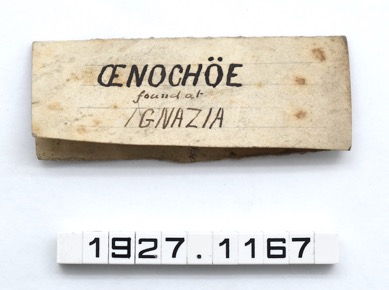 ŒNOCHÖE
found at
IGNAZIA
1927.1167